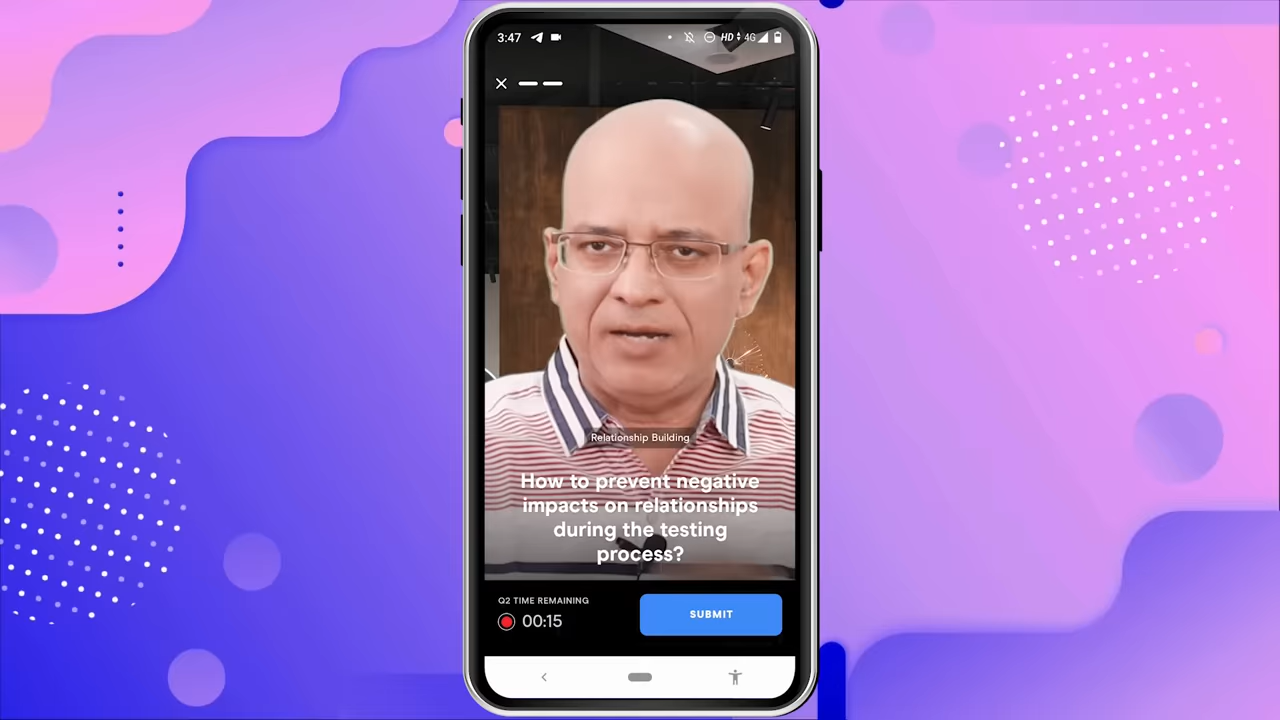 3:47
HD 4G
Relationship Building
How to prevent negative
impacts on relationships
during the testing
process?
Q2 TIME REMAINING
00:15
SUBMIT